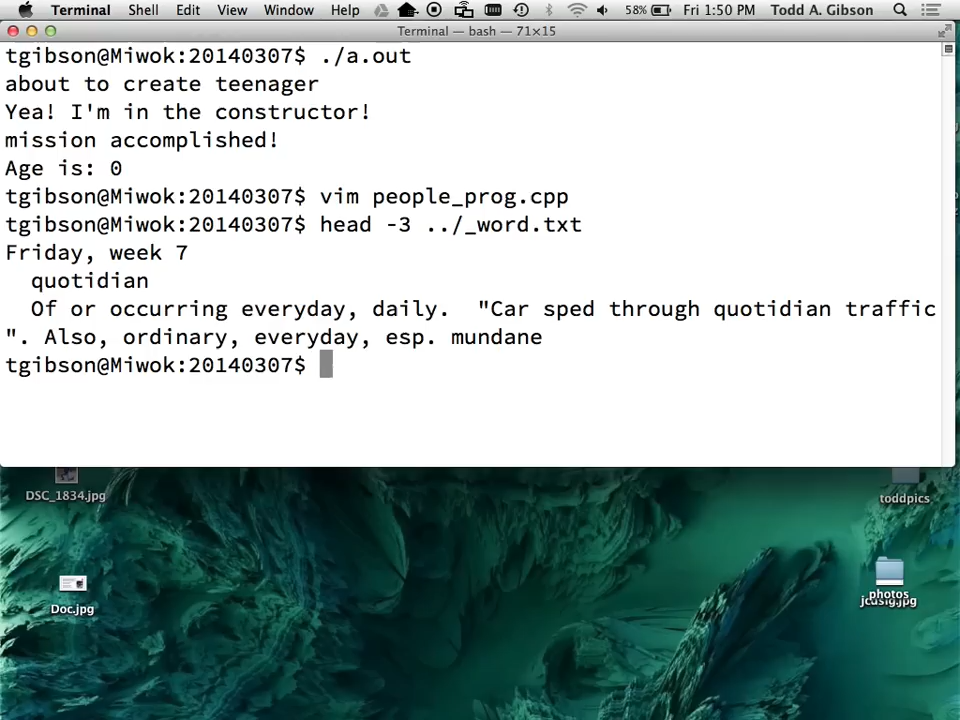 Terminal Shell Edit View Window Help 58% Fri 1:50 PM Todd A. Gibson
Terminal — bash — 71×15
tgibson@Miwok:20140307$ ./a.out
about to create teenager
Yea! I'm in the constructor!
mission accomplished!
Age is: 0
tgibson@Miwok:20140307$ vim people_prog.cpp
tgibson@Miwok:20140307$ head -3 ../_word.txt
Friday, week 7
quotidian
Of or occurring everyday, daily.  "Car sped through quotidian traffic
". Also, ordinary, everyday, esp. mundane
tgibson@Miwok:20140307$
DSC_1834.jpg
toddpics
Doc.jpg
photos